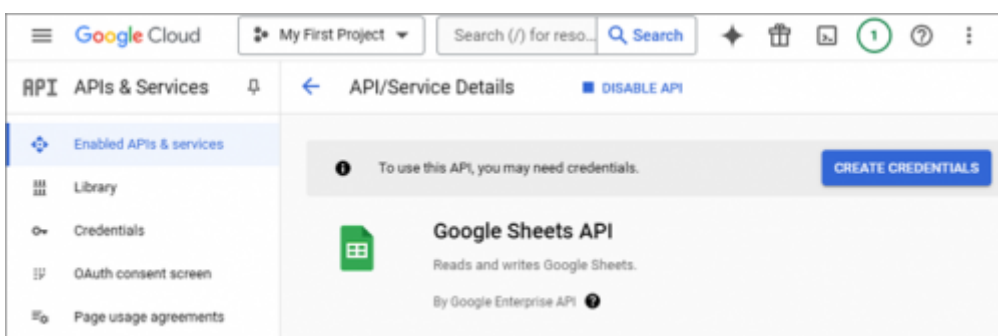 Google Cloud
My First Project
Search (/) for reso...
Search
1
API APIs & Services
API/Service Details
DISABLE API
Enabled APIs & services
Library
Credentials
OAuth consent screen
Page usage agreements
To use this API, you may need credentials.
CREATE CREDENTIALS
Google Sheets API
Reads and writes Google Sheets.
By Google Enterprise API